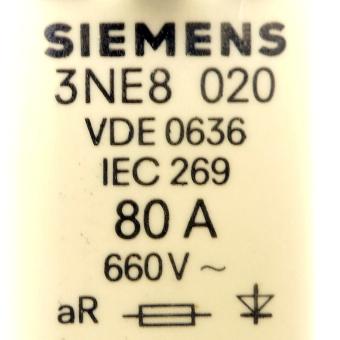 SIEMENS
3NE8 020
VDE 0636
IEC 269
80 A
660V ~
aR